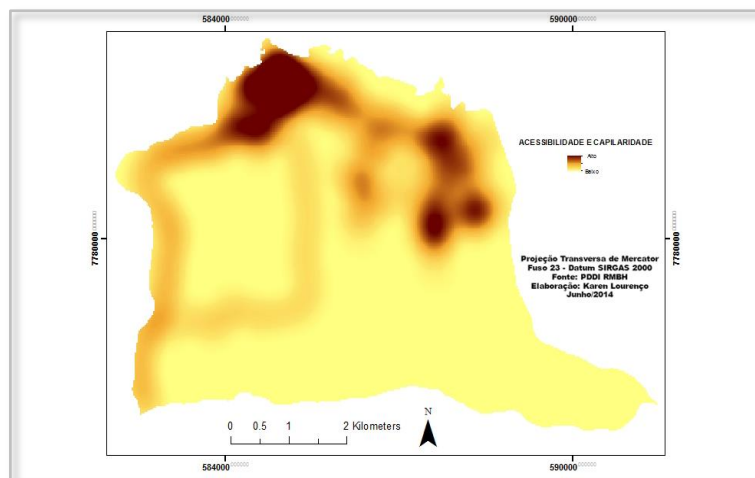 584000 590000
ACESSIBILIDADE E CAPILARIDADE
Alto
Baixo
7780000 7780000
Projeção Transversa de Mercator
Fuso 23 - Datum SIRGAS 2000
Fonte: PDDI RMBH
Elaboração: Karen Lourenço
Junho/2014
N
0 0.5 1 2 Kilometers
584000 590000